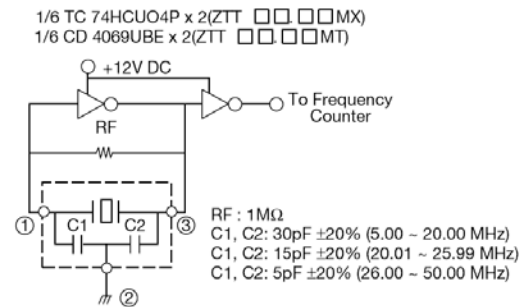 1/6 TC 74HCUO4P x 2(ZTT □□.□□MX)
1/6 CD 4069UBE x 2(ZTT □□.□□MT)
+12V DC
To Frequency
Counter
RF
① C1 C2 ③
②
RF : 1MΩ
C1, C2: 30pF ±20% (5.00 ~ 20.00 MHz)
C1, C2: 15pF ±20% (20.01 ~ 25.99 MHz)
C1, C2: 5pF ±20% (26.00 ~ 50.00 MHz)